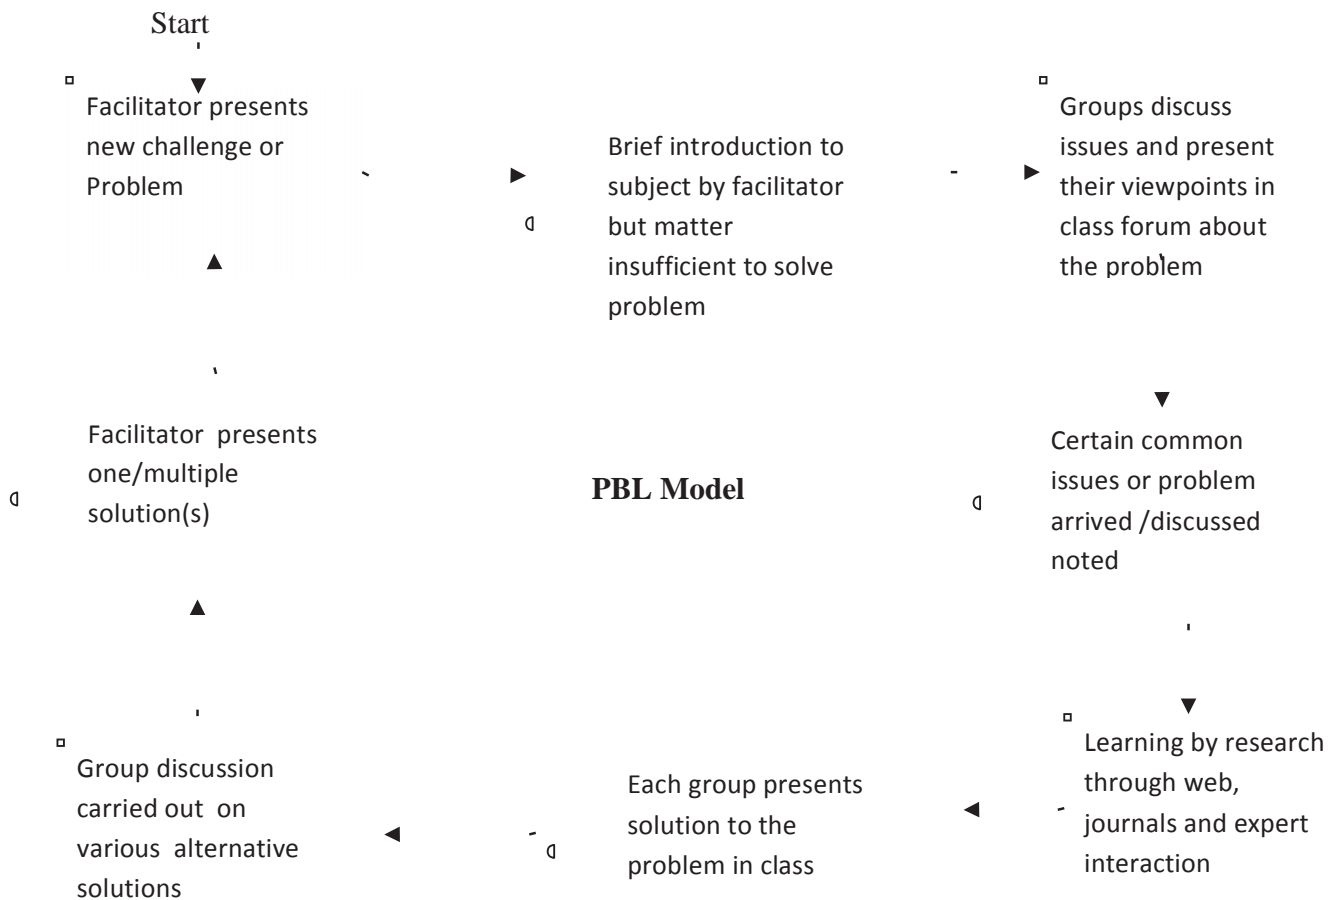 Start
Facilitator presents
new challenge or
Problem
Brief introduction to
subject by facilitator
but matter
insufficient to solve
problem
Groups discuss
issues and present
their viewpoints in
class forum about
the problem
Certain common
issues or problem
arrived /discussed
noted
Learning by research
through web,
journals and expert
interaction
Each group presents
solution to the
problem in class
Group discussion
carried out  on
various  alternative
solutions
Facilitator  presents
one/multiple
solution(s)
PBL Model